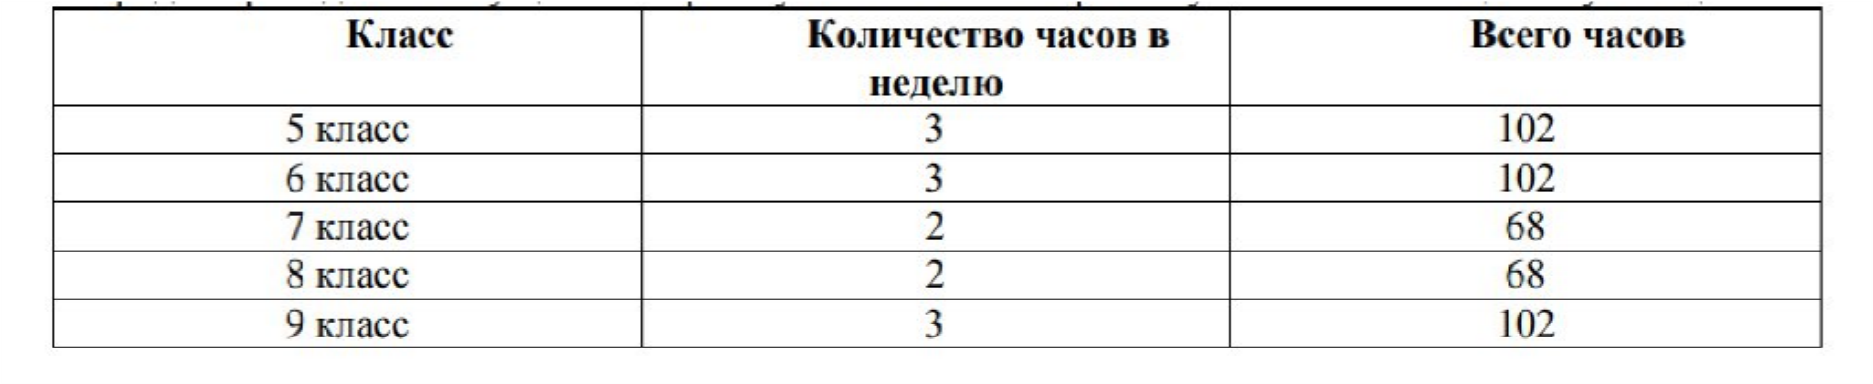 Класс Количество часов в Всего часов
неделю
5 класс 3 102
6 класс 3 102
7 класс 2 68
8 класс 2 68
9 класс 3 102